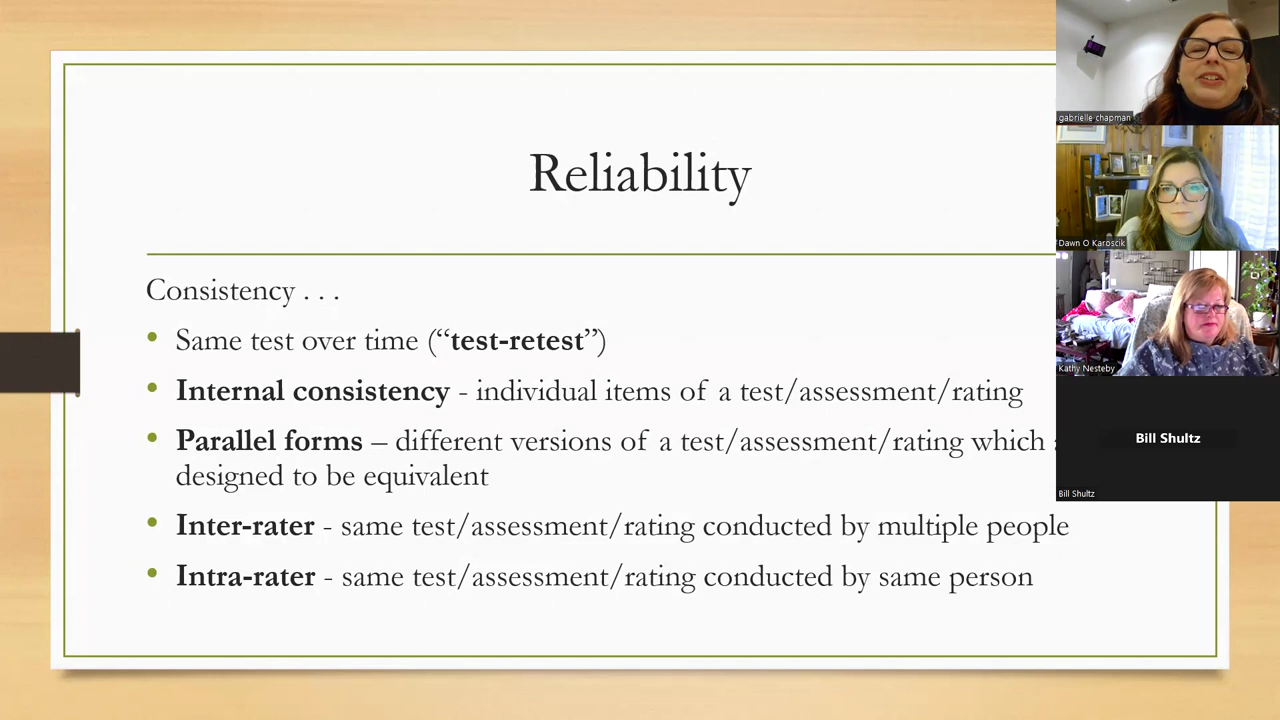 Reliability
Consistency . . .
• Same test over time (“test-retest”)
• Internal consistency - individual items of a test/assessment/rating
• Parallel forms – different versions of a test/assessment/rating which
designed to be equivalent
• Inter-rater - same test/assessment/rating conducted by multiple people
• Intra-rater - same test/assessment/rating conducted by same person
gabrielle chapman
Dawn O Karoscik
Kathy Nesteby
Bill Shultz
Bill Shultz